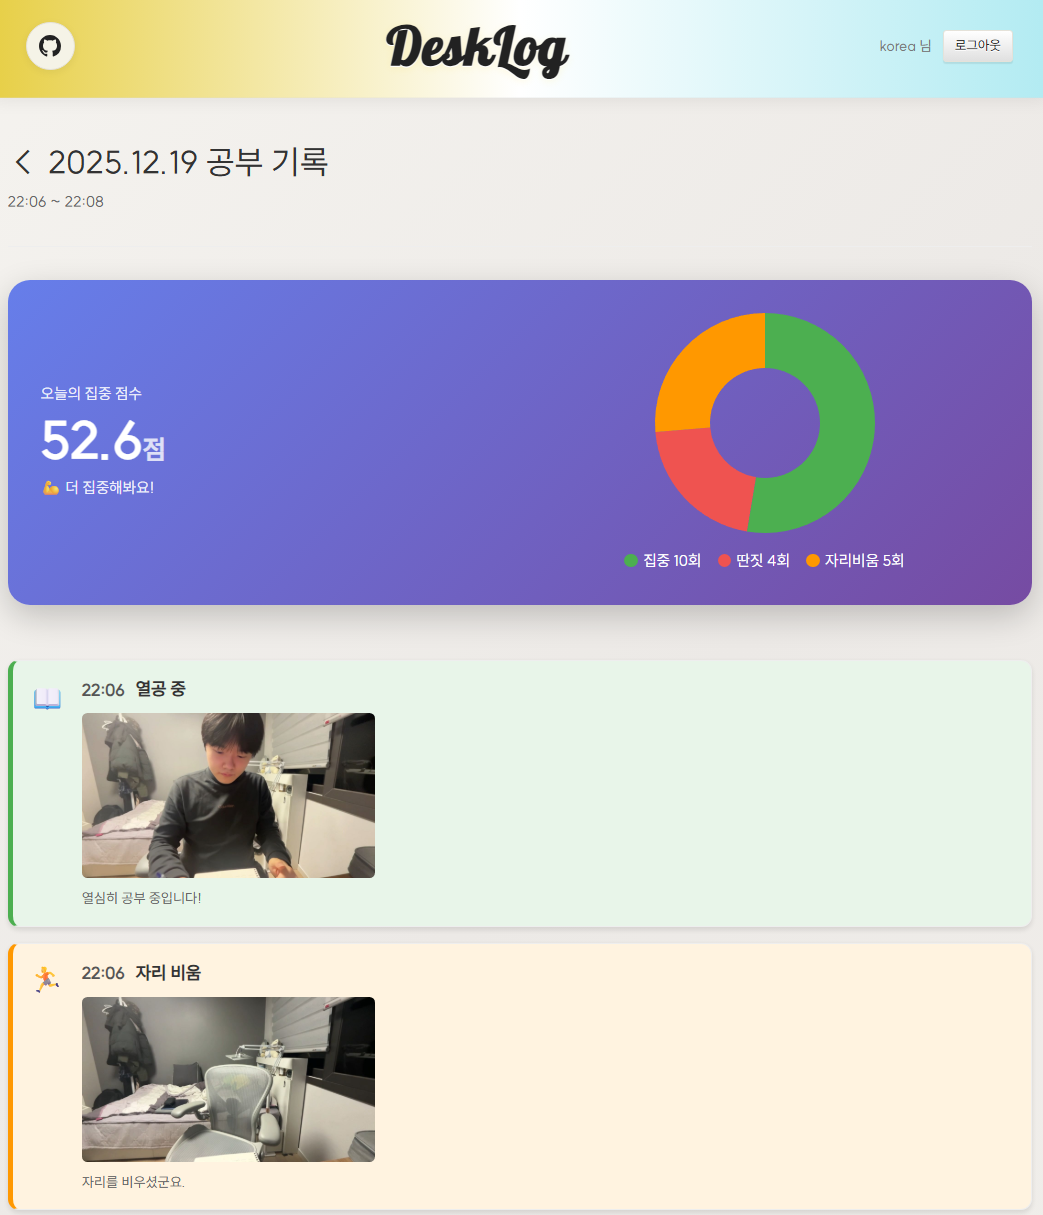 DeskLog
korea 님
로그아웃
2025.12.19 공부 기록
22:06 ~ 22:08
오늘의 집중 점수
52.6점
💪 더 집중해봐요!
집중 10회 딴짓 4회 자리비움 5회
22:06 열공 중
열심히 공부 중입니다!
22:06 자리 비움
자리를 비우셨군요.